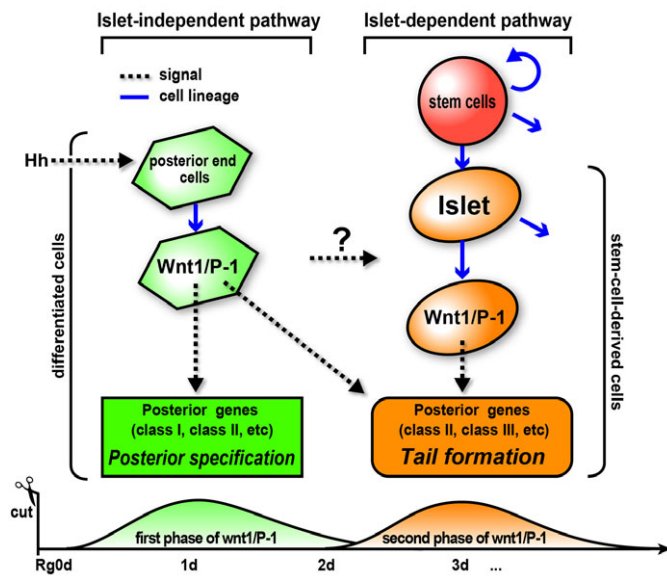 Islet-independent pathway
Islet-dependent pathway
signal
cell lineage
stem cells
Hh
posterior end
cells
Islet
?
Wnt1/P-1
Wnt1/P-1
differentiated cells
stem-cell-derived cells
Posterior genes
(class I, class II, etc)
Posterior specification
Posterior genes
(class II, class III, etc)
Tail formation
cut
first phase of wnt1/P-1
second phase of wnt1/P-1
Rg0d 1d 2d 3d ...